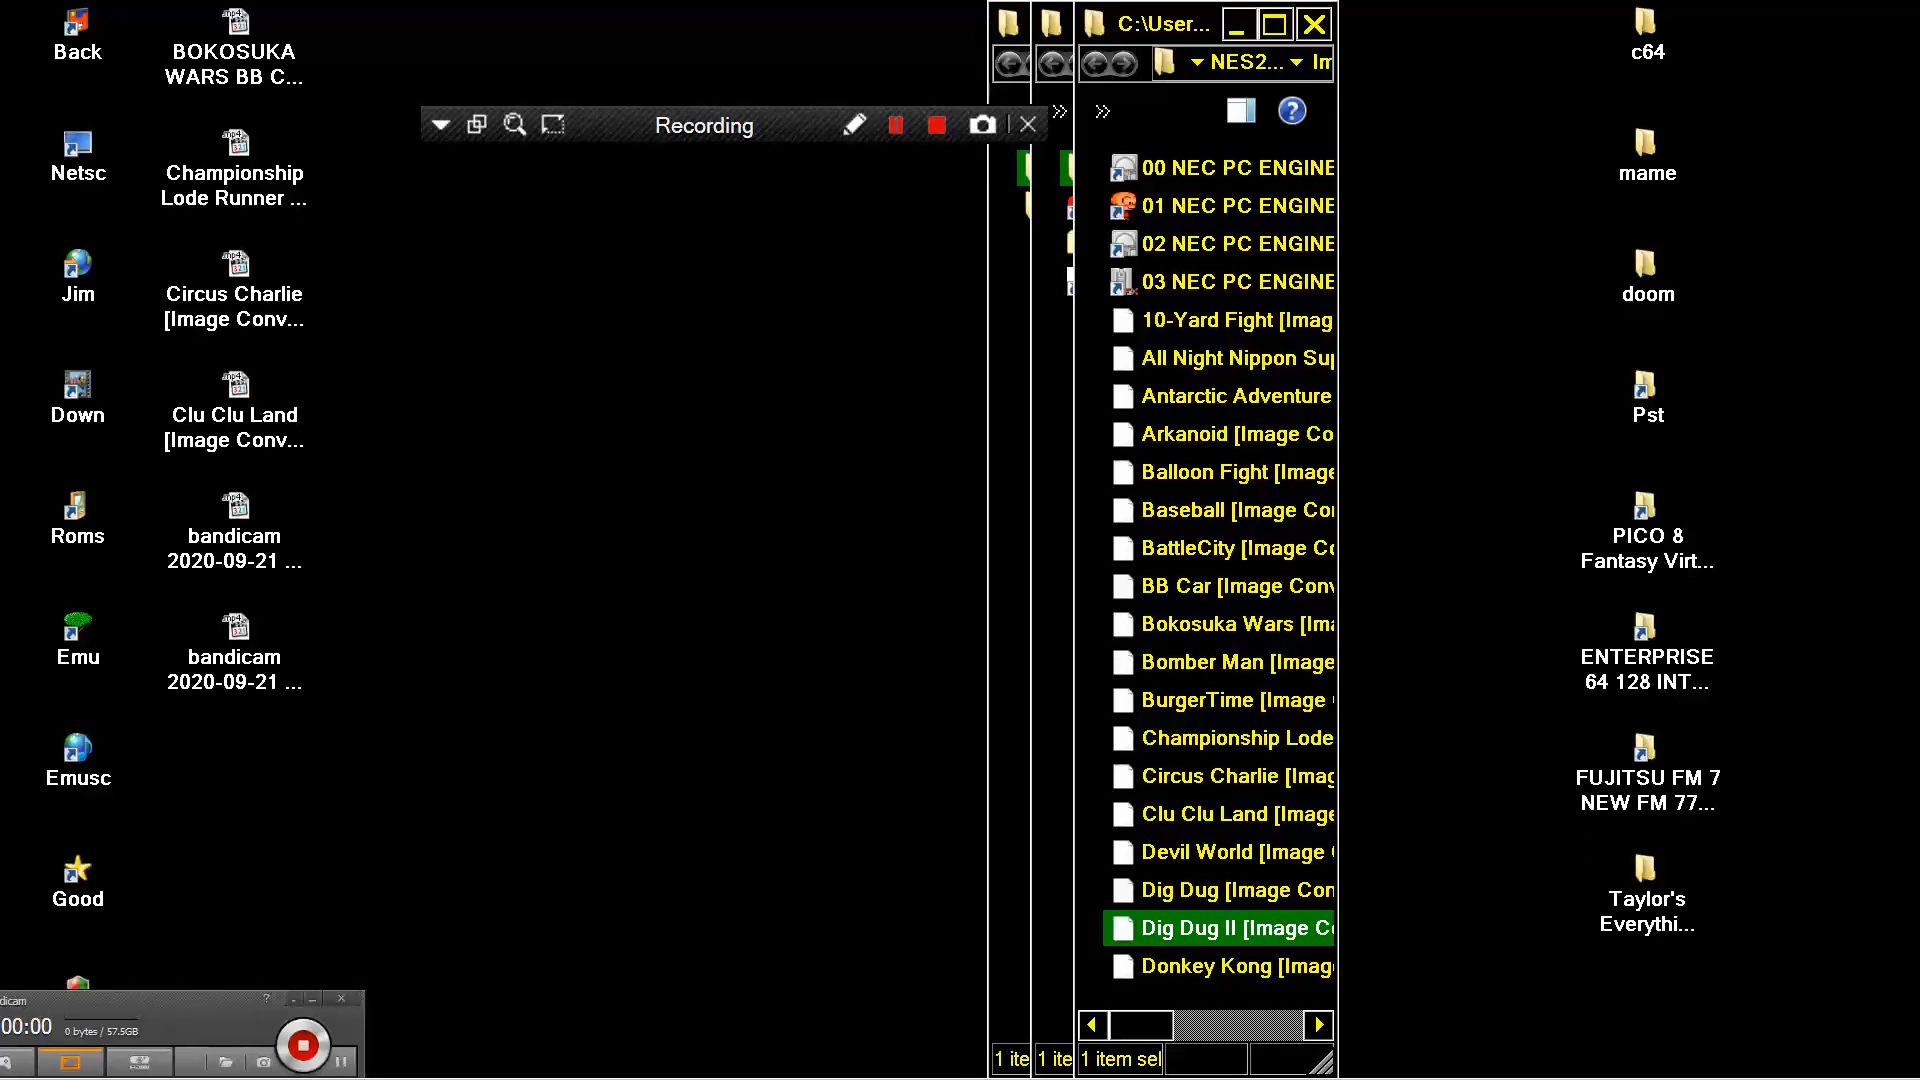 Back
BOKOSUKA
WARS BB C...
Netsc
Championship
Lode Runner ...
Jim
Circus Charlie
[Image Conv...
Down
Clu Clu Land
[Image Conv...
Roms
bandicam
2020-09-21 ...
Emu
bandicam
2020-09-21 ...
Emusc
Good
dicam
00:00
0 bytes / 57.5GB
Recording
C:\User...
NES2...
Im
00 NEC PC ENGINE
01 NEC PC ENGINE
02 NEC PC ENGINE
03 NEC PC ENGINE
10-Yard Fight [Imag
All Night Nippon Sup
Antarctic Adventure
Arkanoid [Image Co
Balloon Fight [Image
Baseball [Image Con
BattleCity [Image Co
BB Car [Image Conv
Bokosuka Wars [Ima
Bomber Man [Image
BurgerTime [Image
Championship Lode
Circus Charlie [Imag
Clu Clu Land [Image
Devil World [Image
Dig Dug [Image Con
Dig Dug II [Image Co
Donkey Kong [Imag
1 ite
1 ite
1 item sel
c64
mame
doom
Pst
PICO 8
Fantasy Virt...
ENTERPRISE
64 128 INT...
FUJITSU FM 7
NEW FM 77...
Taylor's
Everythi...